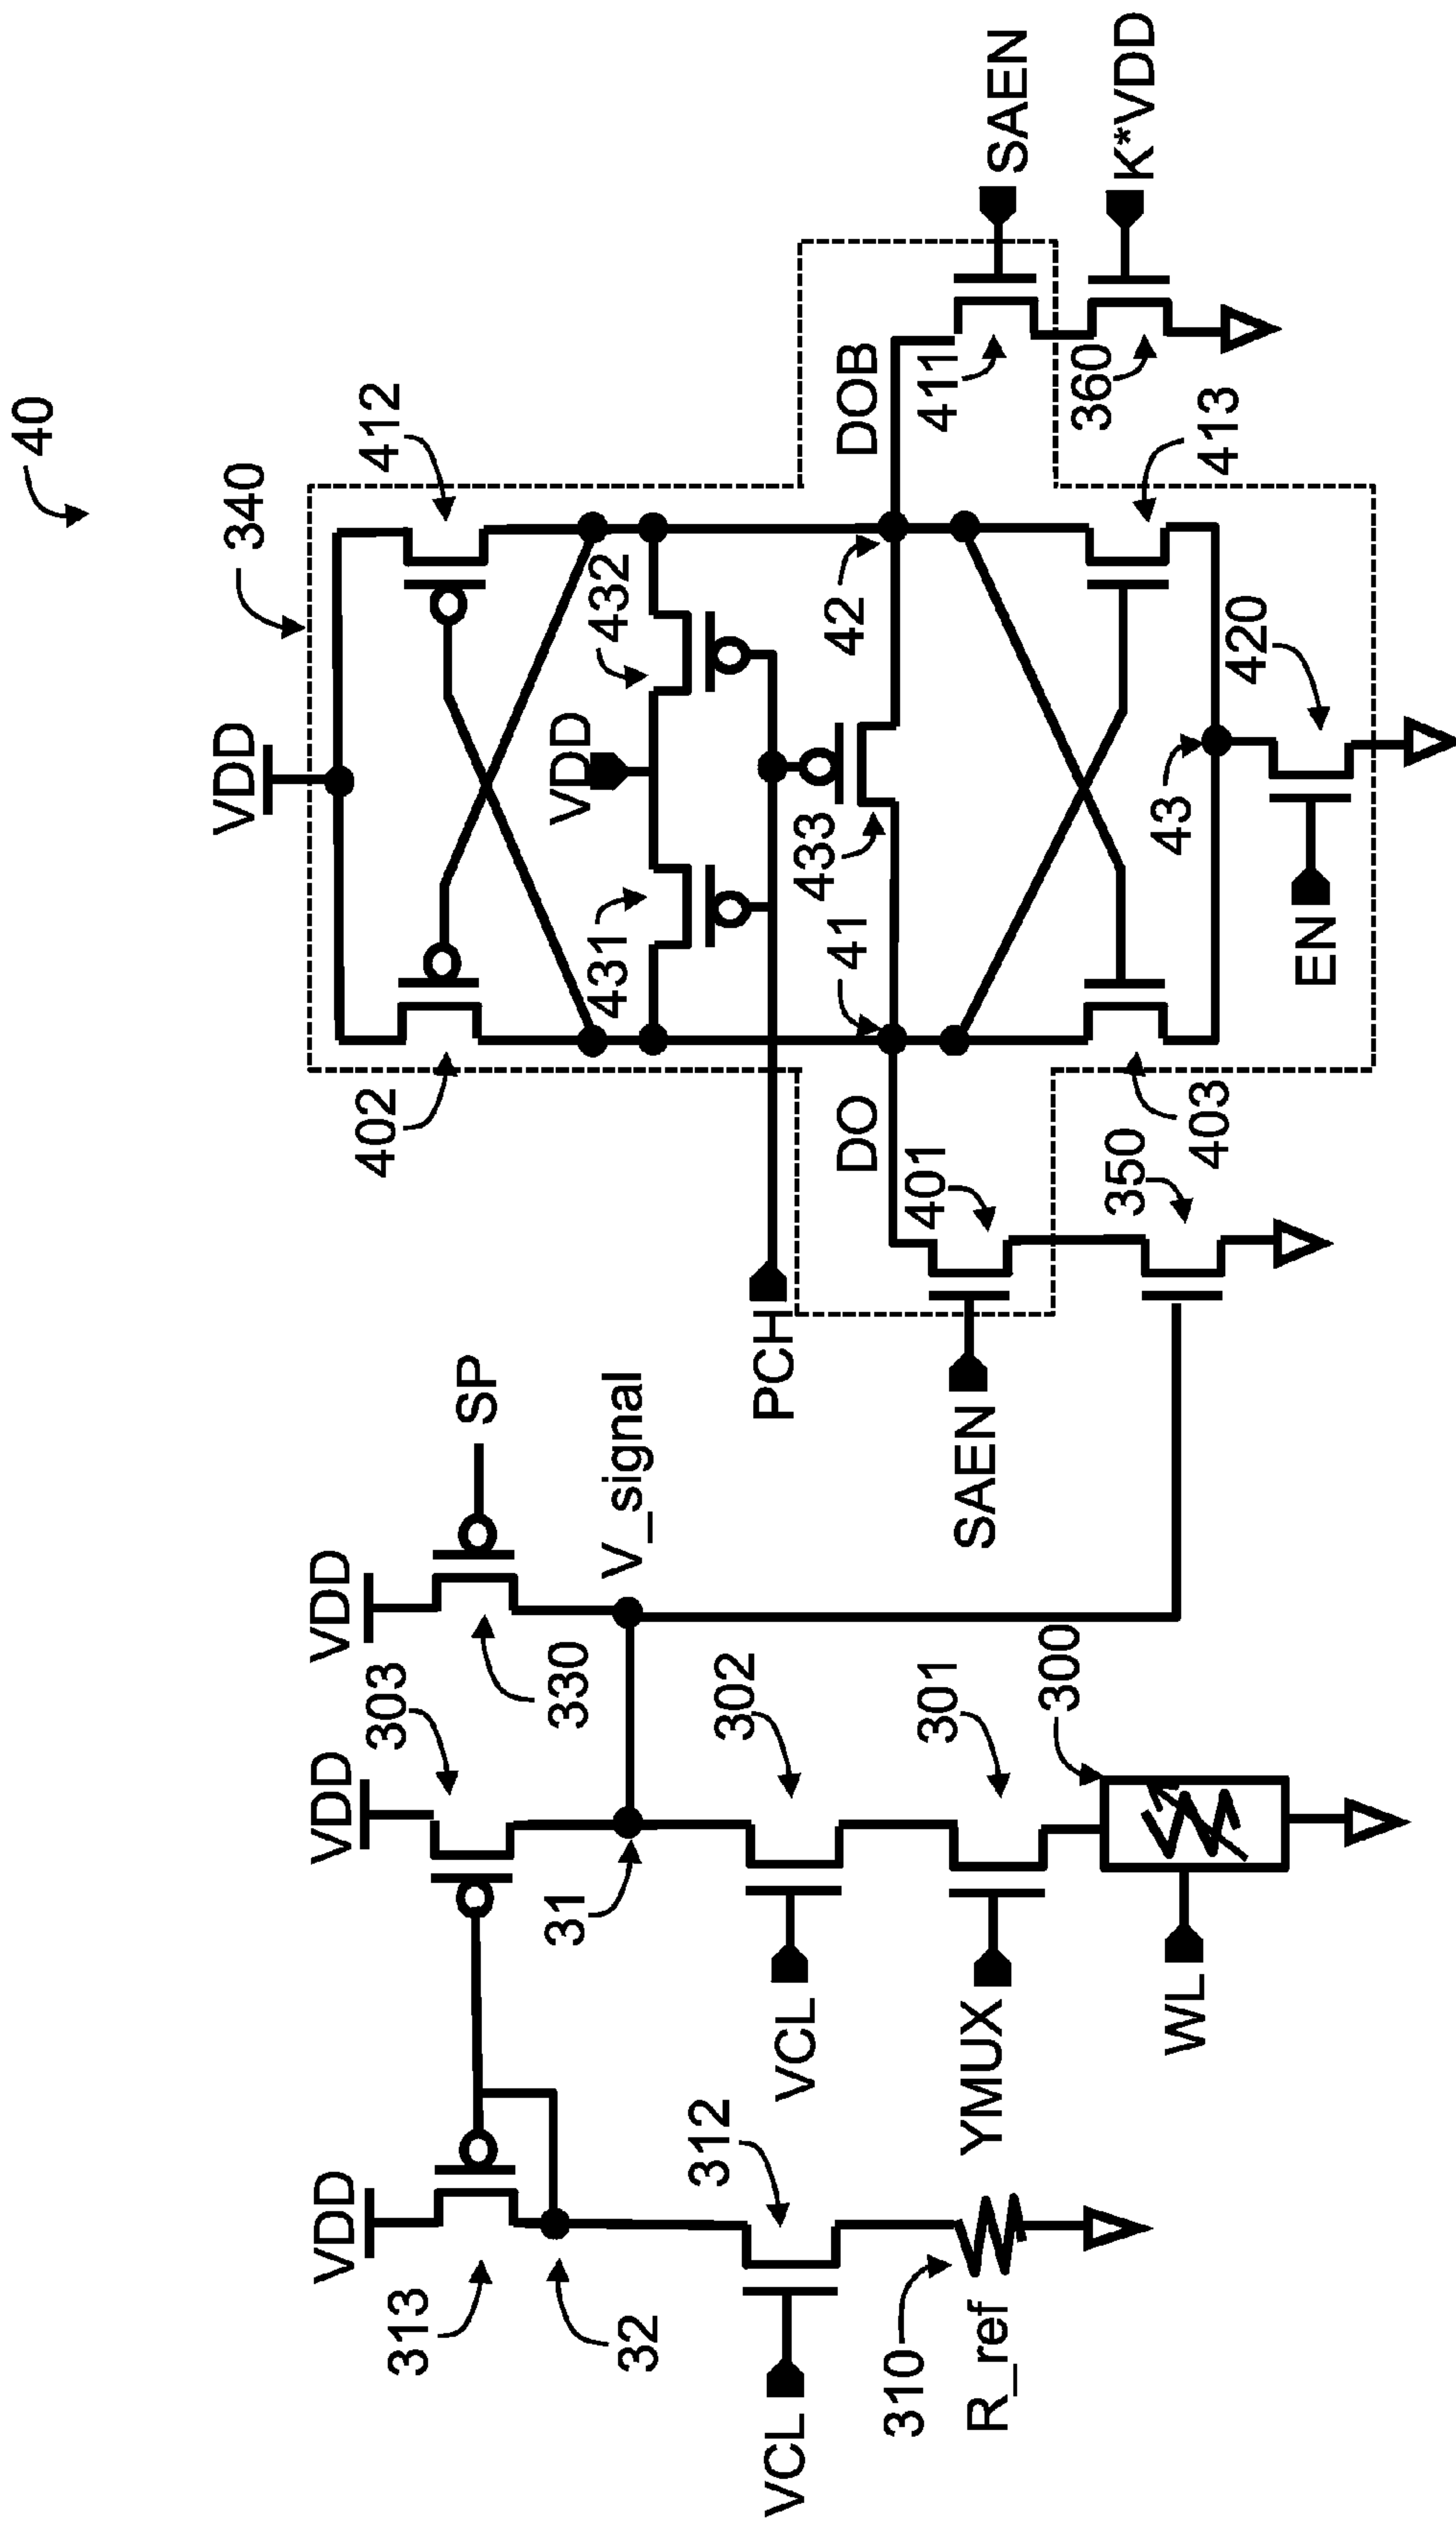 40
340
VDD
412
402
432
VDD
431
433
42
41
PCH
DO
DOB
SAEN
401
411
SAEN
K*VDD
360
350
403
413
43
420
EN
VDD
313
32
VCL
312
310
R_ref
VDD
303
31
VDD
330
SP
V_signal
VCL
302
YMUX
301
300
WL